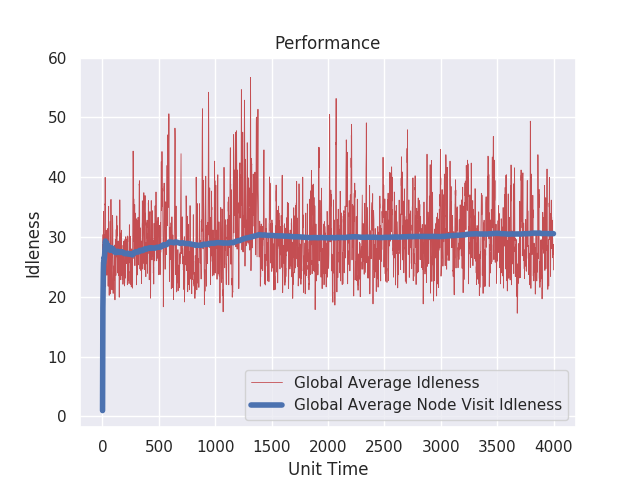 Performance
60
50
40
30
20
10
0
Idleness
Global Average Idleness
Global Average Node Visit Idleness
0 500 1000 1500 2000 2500 3000 3500 4000
Unit Time